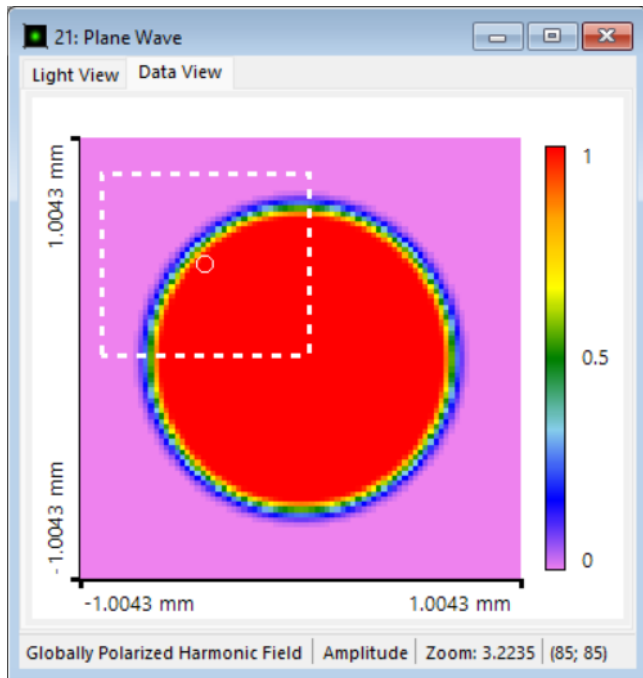 21: Plane Wave
Light View Data View
1.0043 mm
-1.0043 mm
-1.0043 mm 1.0043 mm
1
0.5
0
Globally Polarized Harmonic Field Amplitude Zoom: 3.2235 (85; 85)